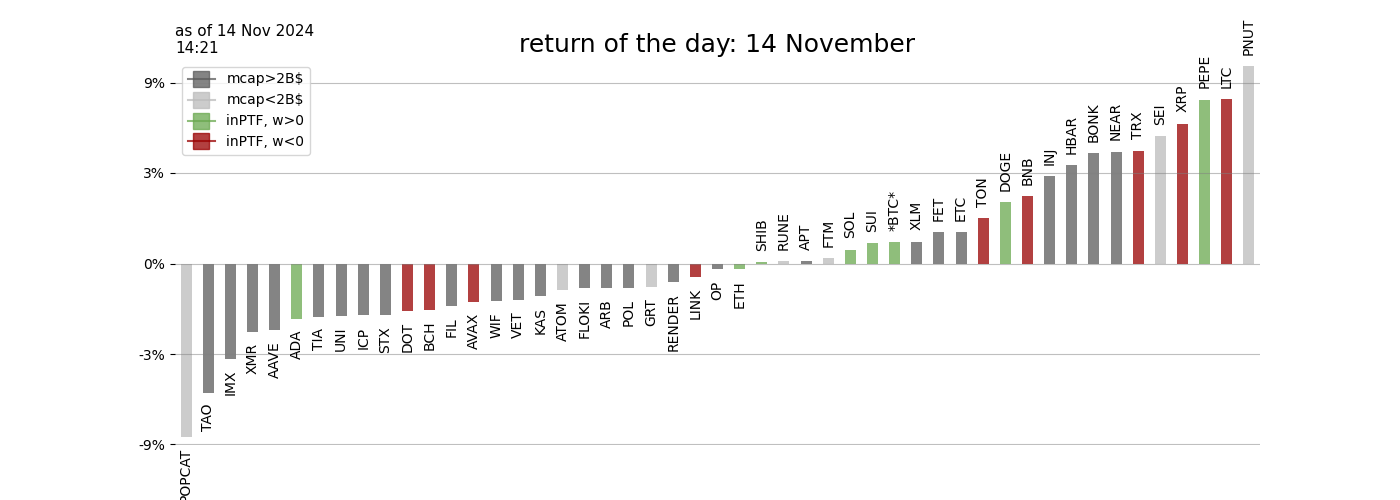 as of 14 Nov 2024
14:21
return of the day: 14 November
mcap>2B$
mcap<2B$
inPTF, w>0
inPTF, w<0
9%
3%
0%
-3%
-9%
POPCAT
TAO
IMX
XMR
AAVE
ADA
TIA
UNI
ICP
STX
DOT
BCH
FIL
AVAX
WIF
VET
KAS
ATOM
FLOKI
ARB
POL
GRT
RENDER
LINK
OP
ETH
SHIB
RUNE
APT
FTM
SOL
SUI
*BTC*
XLM
FET
ETC
TON
DOGE
BNB
INJ
HBAR
BONK
NEAR
TRX
SEI
XRP
PEPE
LTC
PNUT